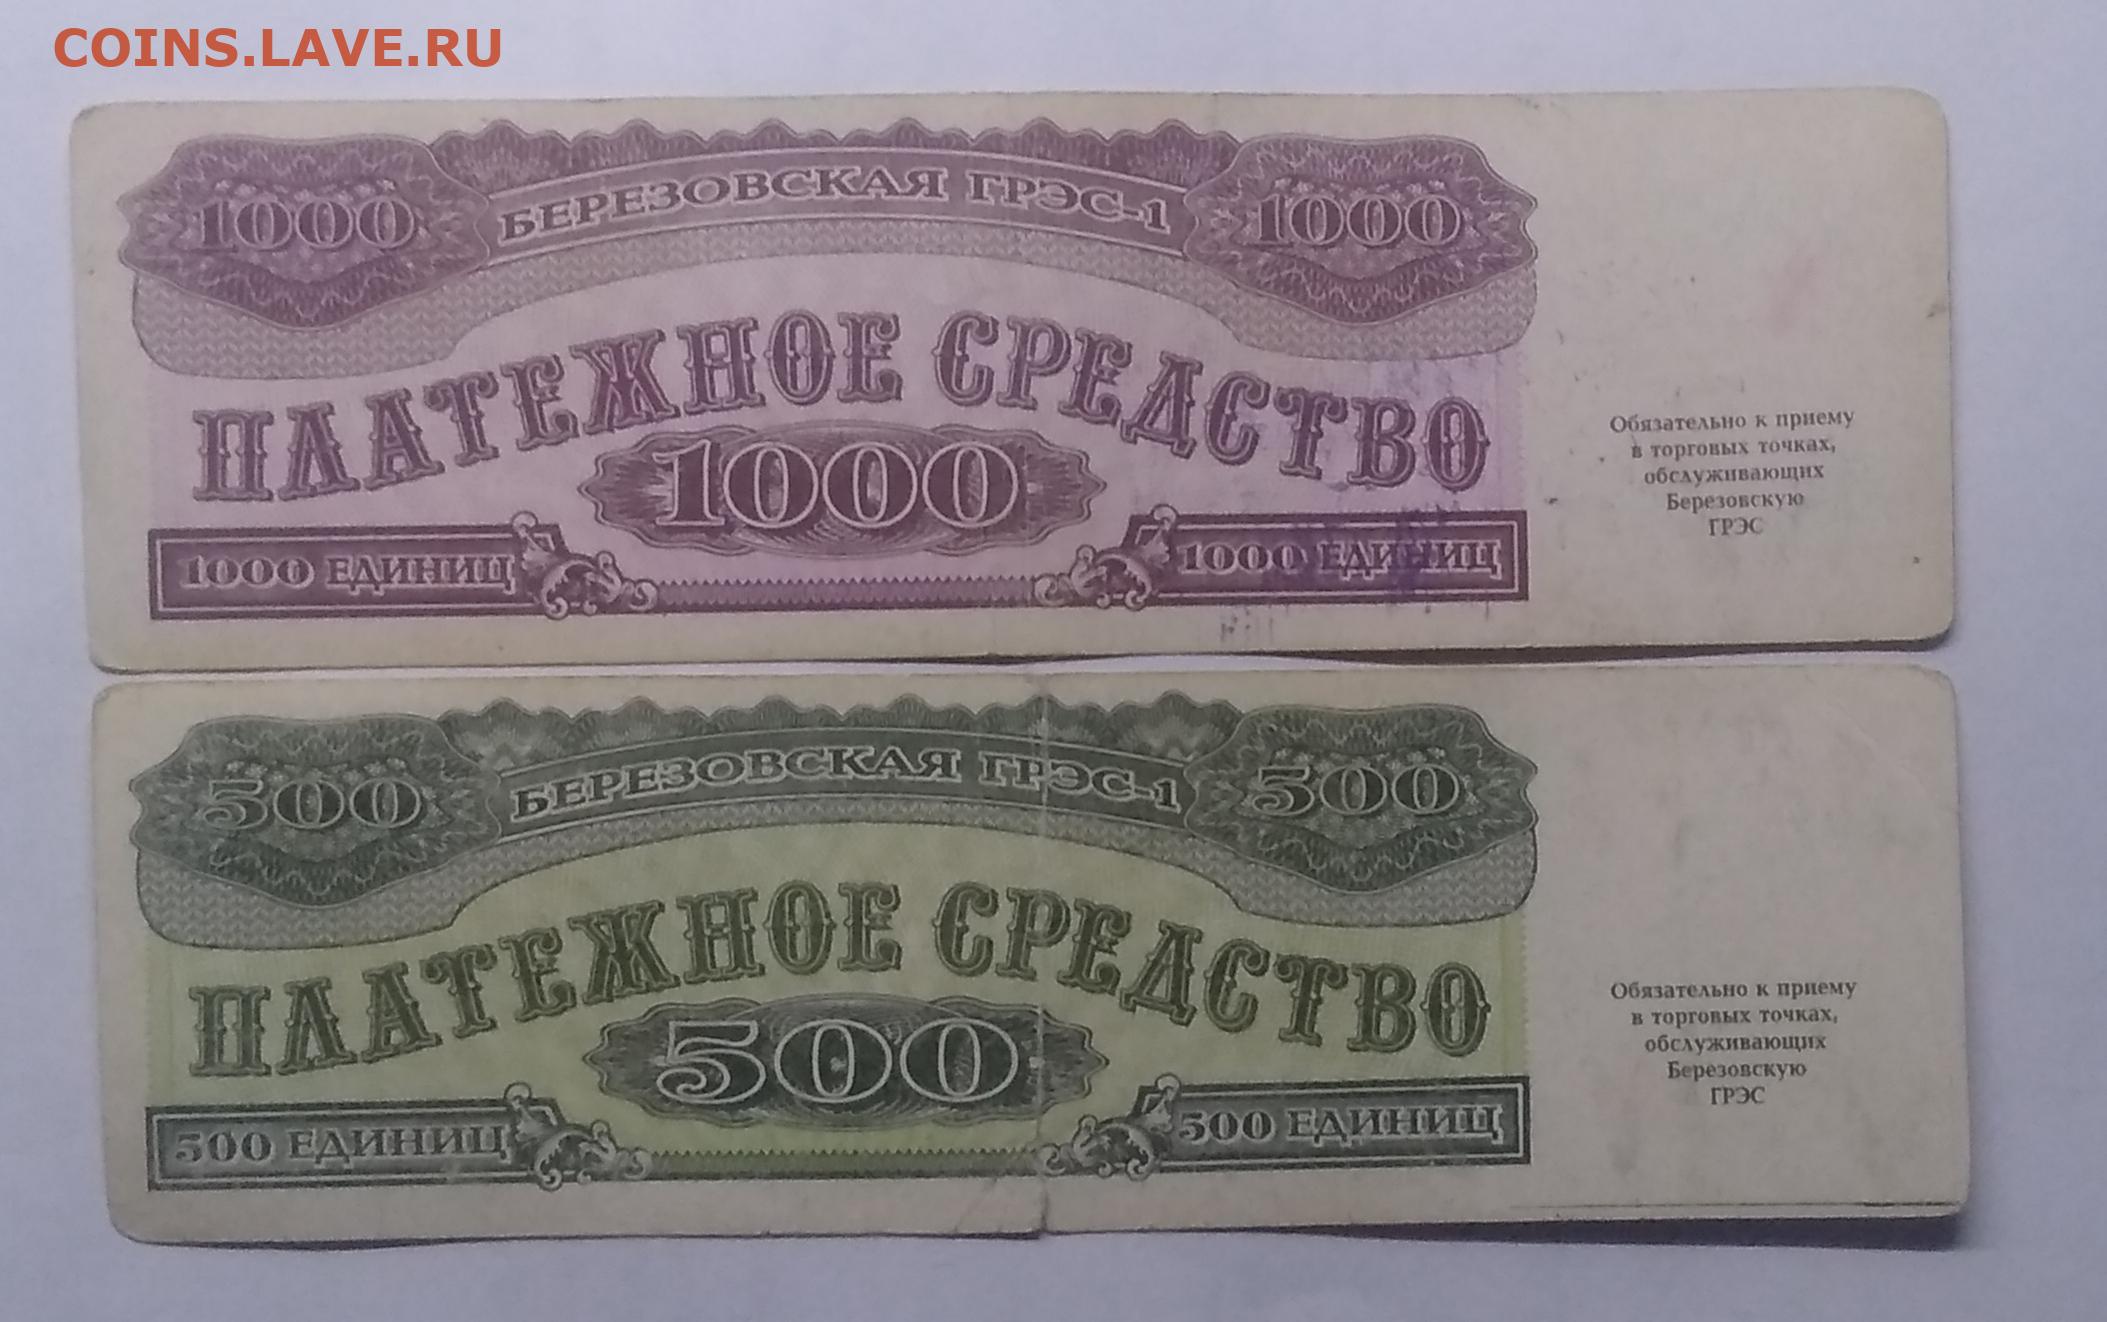 COINS.LAVE.RU
1000 БЕРЕЗОВСКАЯ ГРЭС-1 1000
ПЛАТЕЖНОЕ СРЕДСТВО
1000
1000 ЕДИНИЦ 1000 ЕДИНИЦ
Обязательно к приему
в торговых точках,
обслуживающих
Березовскую
ГРЭС
500 БЕРЕЗОВСКАЯ ГРЭС-1 500
ПЛАТЕЖНОЕ СРЕДСТВО
500
500 ЕДИНИЦ 500 ЕДИНИЦ
Обязательно к приему
в торговых точках,
обслуживающих
Березовскую
ГРЭС